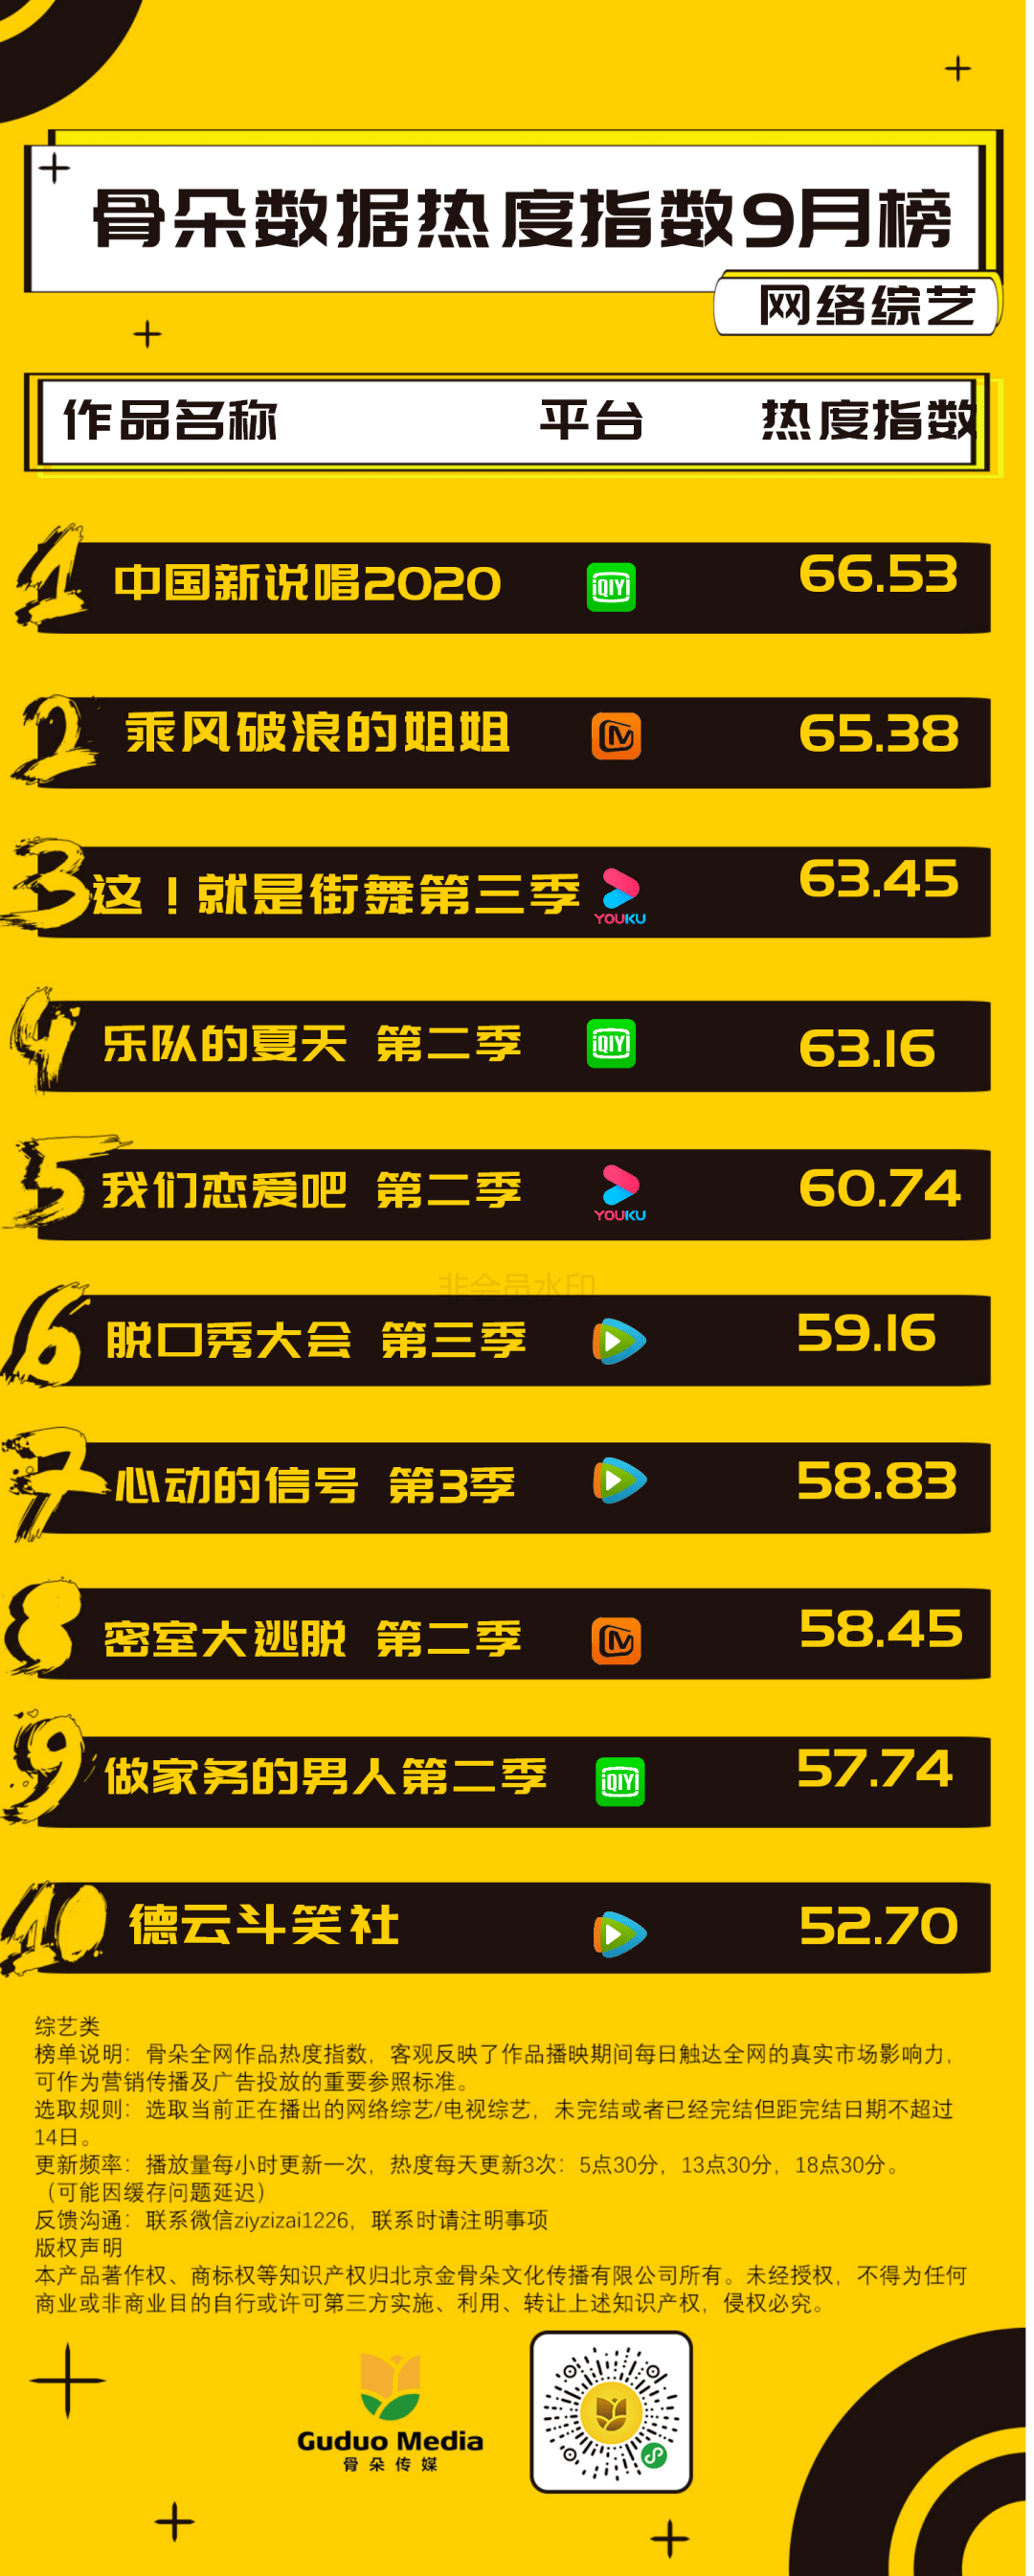 骨朵数据热度指数9月榜
网络综艺
作品名称 平台 热度指数
1 中国新说唱2020 iQIYI 66.53
2 乘风破浪的姐姐 65.38
3 这！就是街舞第三季 YOUKU 63.45
4 乐队的夏天 第二季 iQIYI 63.16
5 我们恋爱吧 第二季 YOUKU 60.74
非会员水印
6 脱口秀大会 第三季 59.16
7 心动的信号 第3季 58.83
8 密室大逃脱 第二季 58.45
9 做家务的男人第二季 iQIYI 57.74
10 德云斗笑社 52.70
综艺类
榜单说明：骨朵全网作品热度指数，客观反映了作品播映期间每日触达全网的真实市场影响力，
可作为营销传播及广告投放的重要参照标准。
选取规则：选取当前正在播出的网络综艺/电视综艺，未完结或者已经完结但距完结日期不超过
14日。
更新频率：播放量每小时更新一次，热度每天更新3次：5点30分，13点30分，18点30分。
（可能因缓存问题延迟）
反馈沟通：联系微信ziyzizai1226，联系时请注明事项
版权声明
本产品著作权、商标权等知识产权归北京金骨朵文化传播有限公司所有。未经授权，不得为任何
商业或非商业目的自行或许可第三方实施、利用、转让上述知识产权，侵权必究。
Guduo Media
骨朵传媒